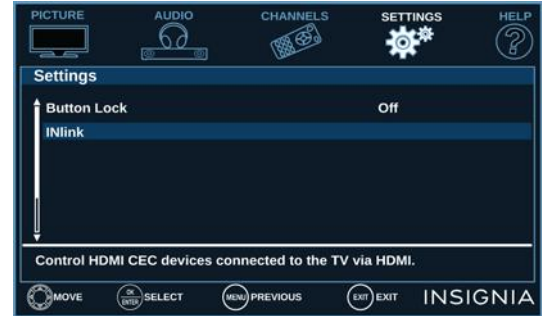 PICTURE AUDIO CHANNELS SETTINGS HELP
Settings
Button Lock Off
INlink
Control HDMI CEC devices connected to the TV via HDMI.
MOVE OK ENTER SELECT MENU PREVIOUS EXIT EXIT INSIGNIA